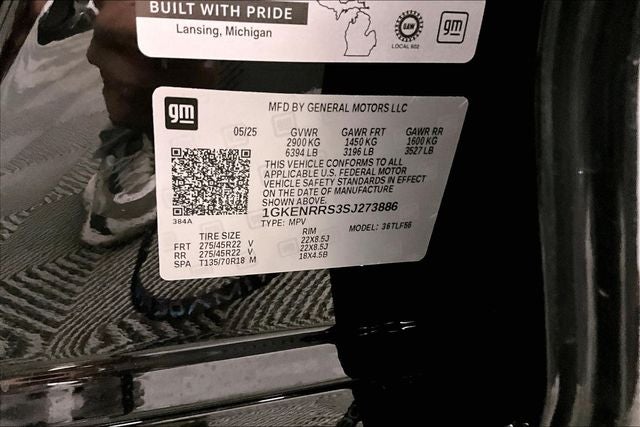 BUILT WITH PRIDE
Lansing, Michigan
UAW
LOCAL 602
gm
gm
MFD BY GENERAL MOTORS LLC
05/25 GVWR GAWR FRT GAWR RR
2900 KG 1450 KG 1600 KG
6394 LB 3196 LB 3527 LB
THIS VEHICLE CONFORMS TO ALL
APPLICABLE U.S. FEDERAL MOTOR
VEHICLE SAFETY STANDARDS IN EFFECT
ON THE DATE OF MANUFACTURE
SHOWN ABOVE.
1GKENRRS3SJ273886
384A
TYPE: MPV MODEL: 36TLF56
TIRE SIZE RIM
FRT 275/45R22 V 22X8.5J
RR 275/45R22 V 22X8.5J
SPA T135/70R18 M 18X4.5B